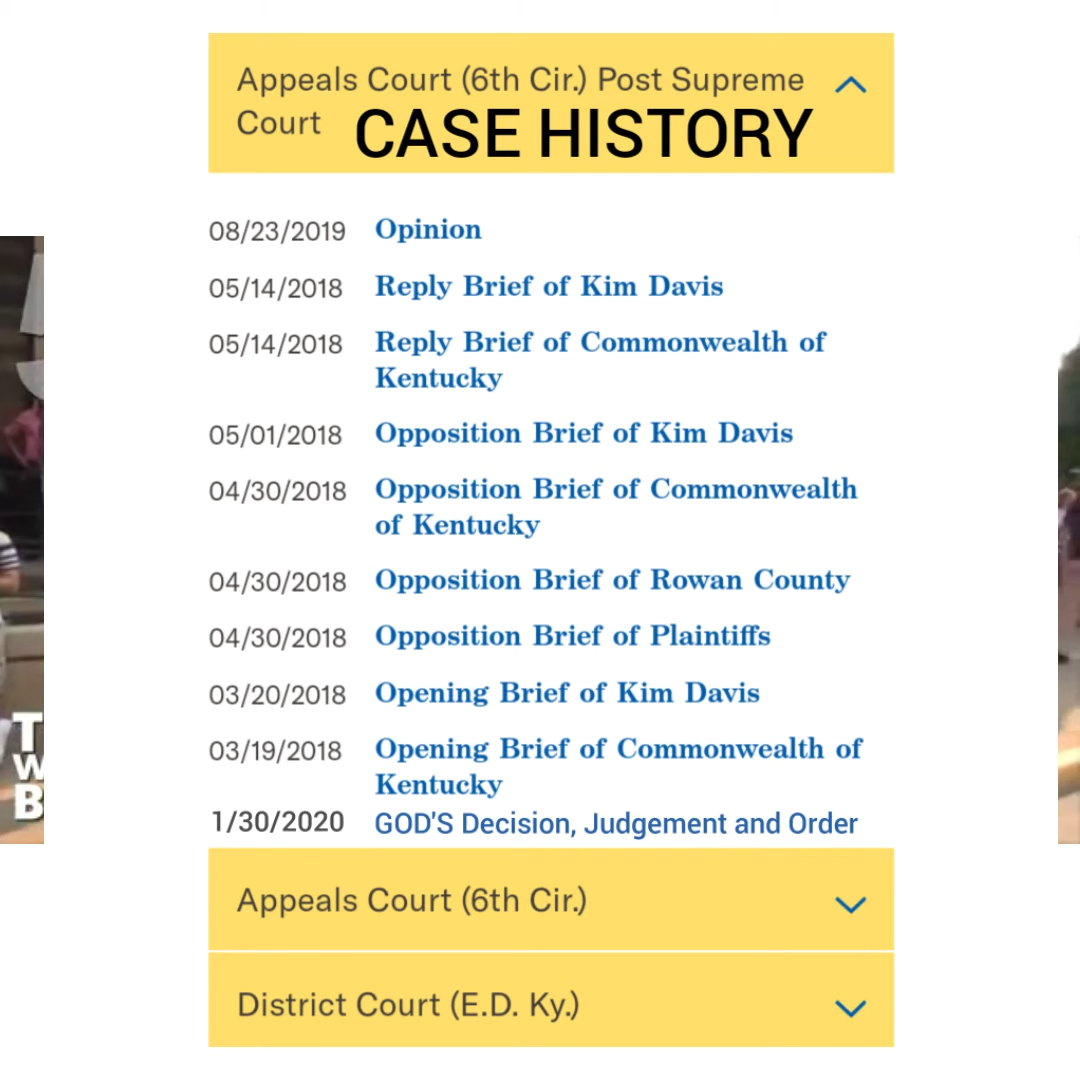 Appeals Court (6th Cir.) Post Supreme
Court
CASE HISTORY
08/23/2019 Opinion
05/14/2018 Reply Brief of Kim Davis
05/14/2018 Reply Brief of Commonwealth of
Kentucky
05/01/2018 Opposition Brief of Kim Davis
04/30/2018 Opposition Brief of Commonwealth
of Kentucky
04/30/2018 Opposition Brief of Rowan County
04/30/2018 Opposition Brief of Plaintiffs
03/20/2018 Opening Brief of Kim Davis
03/19/2018 Opening Brief of Commonwealth of
Kentucky
1/30/2020 GOD'S Decision, Judgement and Order
Appeals Court (6th Cir.)
District Court (E.D. Ky.)